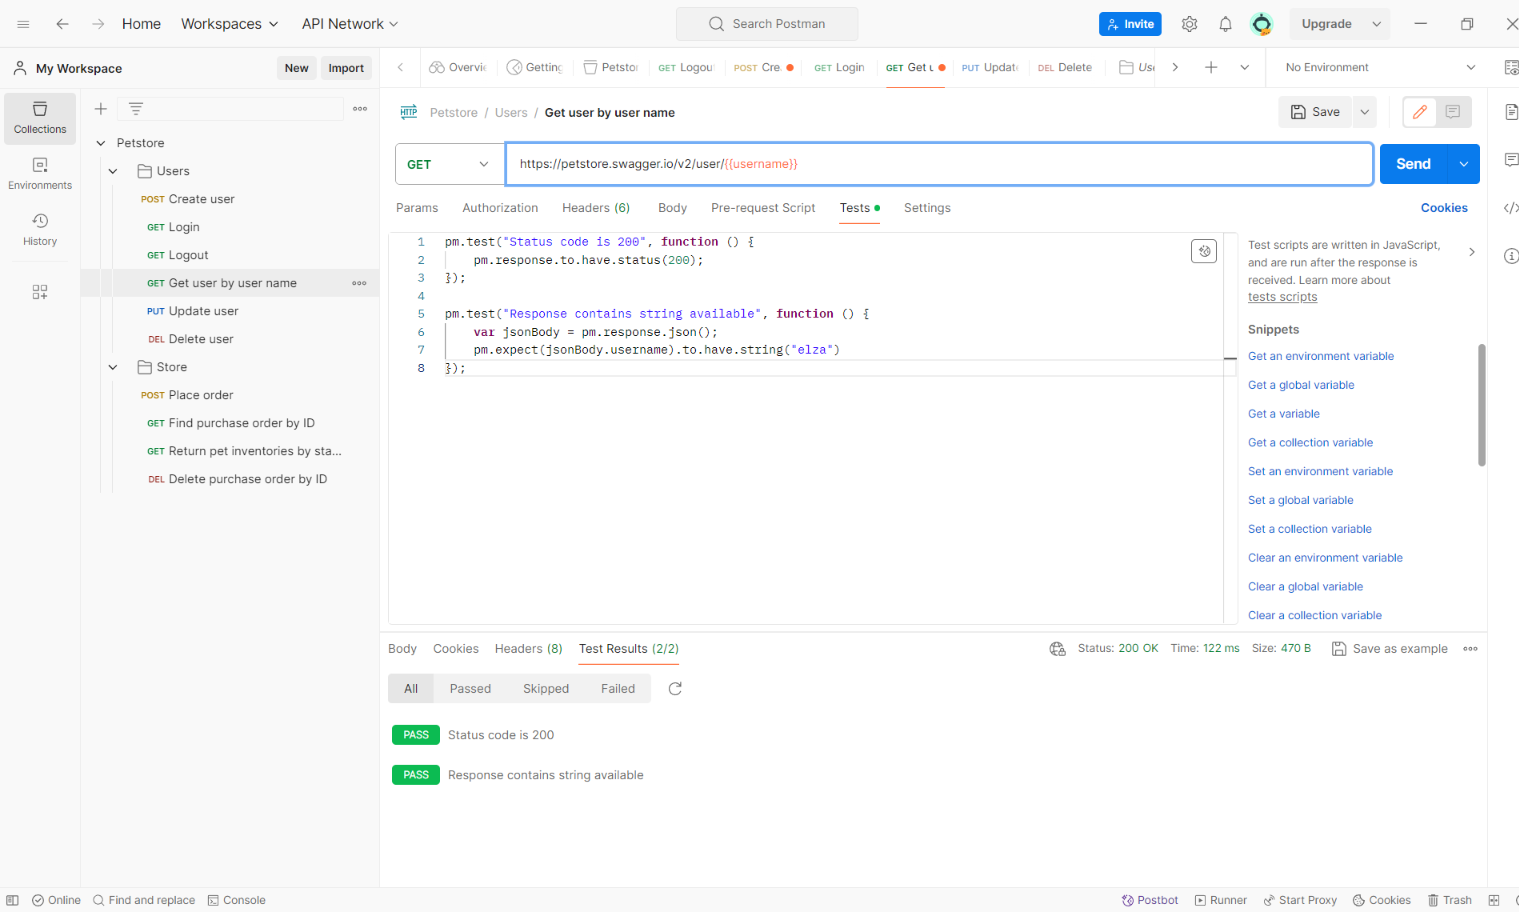 Home
Workspaces
API Network
Search Postman
Invite
Upgrade
My Workspace
New
Import
Overvie
Getting
Petstor
GET Logou
POST Cre
GET Login
GET Get u
PUT Updat
DEL Delete
Use
No Environment
Collections
Environments
History
Petstore
Users
POST Create user
GET Login
GET Logout
GET Get user by user name
PUT Update user
DEL Delete user
Store
POST Place order
GET Find purchase order by ID
GET Return pet inventories by sta...
DEL Delete purchase order by ID
HTTP Petstore / Users / Get user by user name
Save
GET
https://petstore.swagger.io/v2/user/{{username}}
Send
Params
Authorization
Headers (6)
Body
Pre-request Script
Tests
Settings
Cookies
1 pm.test("Status code is 200", function () {
2 pm.response.to.have.status(200);
3 });
4
5 pm.test("Response contains string available", function () {
6 var jsonBody = pm.response.json();
7 pm.expect(jsonBody.username).to.have.string("elza")
8 });
Test scripts are written in JavaScript,
and are run after the response is
received. Learn more about
tests scripts
Snippets
Get an environment variable
Get a global variable
Get a variable
Get a collection variable
Set an environment variable
Set a global variable
Set a collection variable
Clear an environment variable
Clear a global variable
Clear a collection variable
Body
Cookies
Headers (8)
Test Results (2/2)
Status: 200 OK
Time: 122 ms
Size: 470 B
Save as example
All
Passed
Skipped
Failed
PASS Status code is 200
PASS Response contains string available
Online
Find and replace
Console
Postbot
Runner
Start Proxy
Cookies
Trash